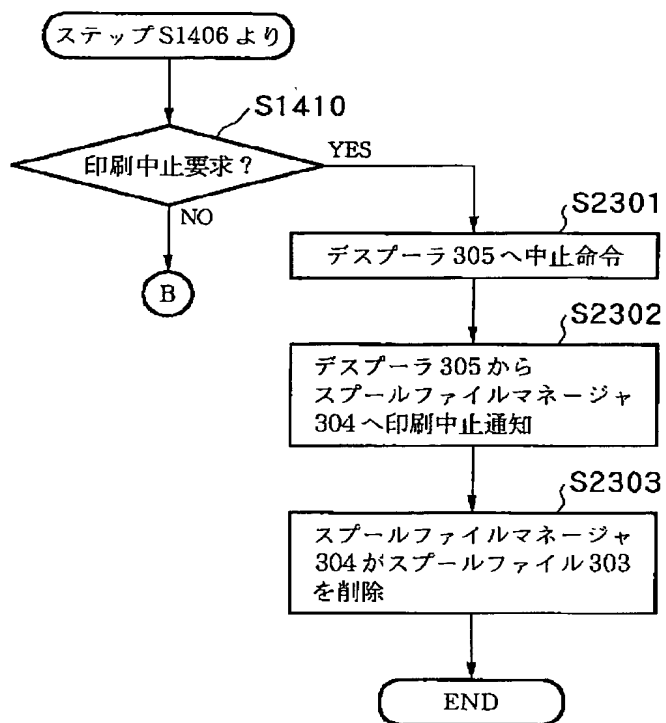 ステップS1406より
S1410
印刷中止要求？
YES
NO
B
S2301
デスプーラ305へ中止命令
S2302
デスプーラ305から
スプールファイルマネージャ
304へ印刷中止通知
S2303
スプールファイルマネージャ
304がスプールファイル303
を削除
END